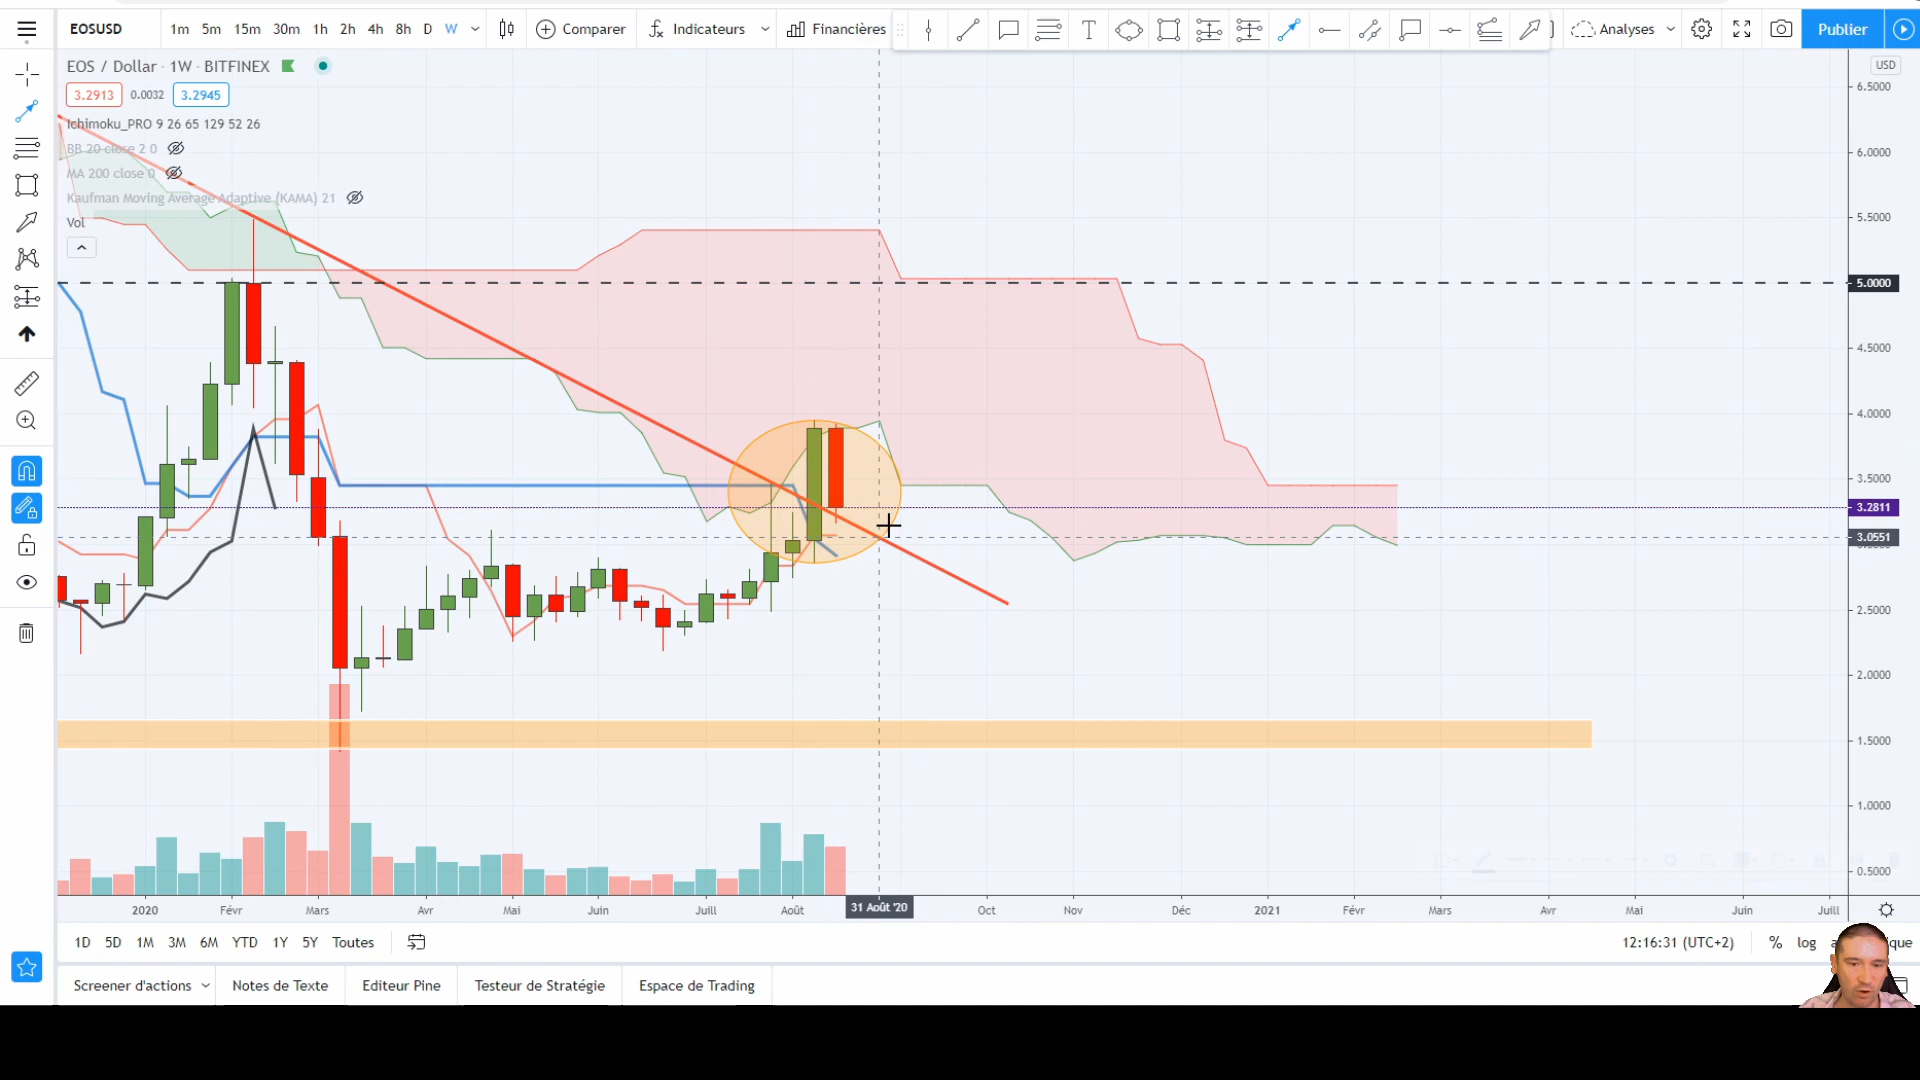 EOSUSD 1m 5m 15m 30m 1h 2h 4h 8h D W Comparer Indicateurs Financières Analyses Publier
EOS / Dollar · 1W · BITFINEX
USD
3.2913 0.0032 3.2945
Ichimoku_PRO 9 26 65 129 52 26
BB 20 close 2 0
MA 200 close 0
Kaufman Moving Average Adaptive (KAMA) 21
Vol
6.5000
6.0000
5.5000
5.0000
4.5000
4.0000
3.5000
3.2811
3.0551
2.5000
2.0000
1.5000
1.0000
0.5000
2020 Févr Mars Avr Mai Juin Juill Août 31 Août '20 Oct Nov Déc 2021 Févr Mars Avr Mai Juin Juill
1D 5D 1M 3M 6M YTD 1Y 5Y Toutes 12:16:31 (UTC+2) % log
Screener d'actions Notes de Texte Editeur Pine Testeur de Stratégie Espace de Trading